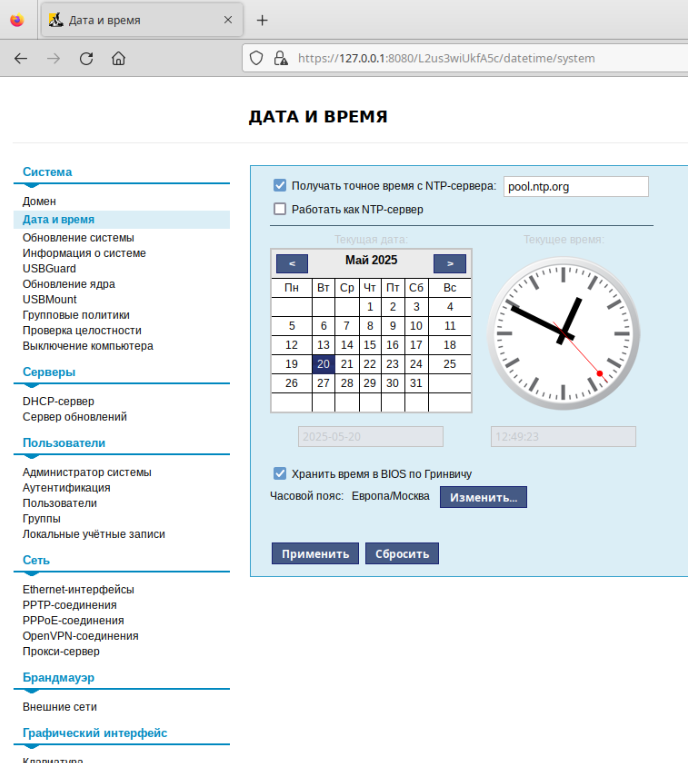 Дата и время
https://127.0.0.1:8080/L2us3wiUkfA5c/datetime/system
ДАТА И ВРЕМЯ
Система
Домен
Дата и время
Обновление системы
Информация о системе
USBGuard
Обновление ядра
USBMount
Групповые политики
Проверка целостности
Выключение компьютера
Серверы
DHCP-сервер
Сервер обновлений
Пользователи
Администратор системы
Аутентификация
Пользователи
Группы
Локальные учётные записи
Сеть
Ethernet-интерфейсы
PPTP-соединения
PPPoE-соединения
OpenVPN-соединения
Прокси-сервер
Брандмауэр
Внешние сети
Графический интерфейс
Клавиатура
Получать точное время с NTP-сервера: pool.ntp.org
Работать как NTP-сервер
Текущая дата: Текущее время:
< Май 2025 >
Пн Вт Ср Чт Пт Сб Вс
1 2 3 4
5 6 7 8 9 10 11
12 13 14 15 16 17 18
19 20 21 22 23 24 25
26 27 28 29 30 31
2025-05-20 12:49:23
Хранить время в BIOS по Гринвичу
Часовой пояс: Европа/Москва Изменить...
Применить Сбросить